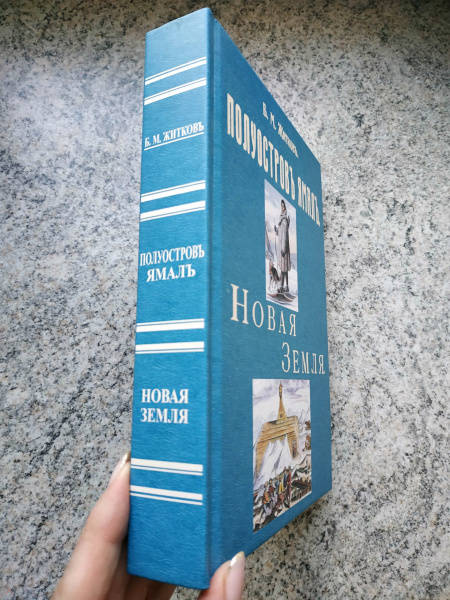 Б. М. ЖИТКОВЪ
ПОЛУОСТРОВЪ
ЯМАЛЪ
НОВАЯ
ЗЕМЛЯ
Б. М. Житковъ
ПОЛУОСТРОВЪ ЯМАЛЪ
НОВАЯ
ЗЕМЛЯ